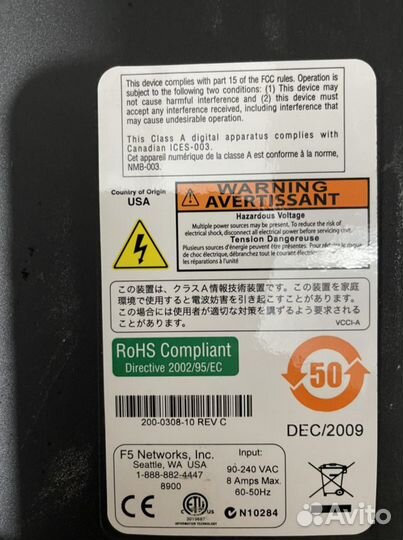 This device complies with part 15 of the FCC rules. Operation is
subject to the following two conditions: (1) This device may
not cause harmful interference and (2) this device must
accept any interference received, including interference that
may cause undesirable operation.
This Class A digital apparatus complies with
Canadian ICES-003.
Cet appareil numérique de la classe A est conforme à la norme,
NMB-003.
Country of Origin
USA
WARNING
AVERTISSANT
Hazardous Voltage
Multiple power sources may be present. To reduce the risk of
electrical shock, disconnect all power before servicing.
Tension Dangereuse
Plusieurs sources d'énergie peuvent être présentes. Pour réduire le risque
de choc électrique, débranchez tout le courant électrique avant
les réparations à l'unité
この装置は、クラスA情報技術装置です。この装置を家庭
環境で使用すると電波妨害を引き起こすことがあります。
この場合には使用者が適切な対策を講ずるよう要求される
ことがあります。
VCCI-A
RoHS Compliant
Directive 2002/95/EC
50
200-0308-10 REV C
DEC/2009
F5 Networks, Inc.
Seattle, WA USA
1-888-882-4447
8900
Input:
90-240 VAC
8 Amps Max.
60-50Hz
CE
ETL
3019687
INFORMATION TECHNOLOGY
N10284
Avito